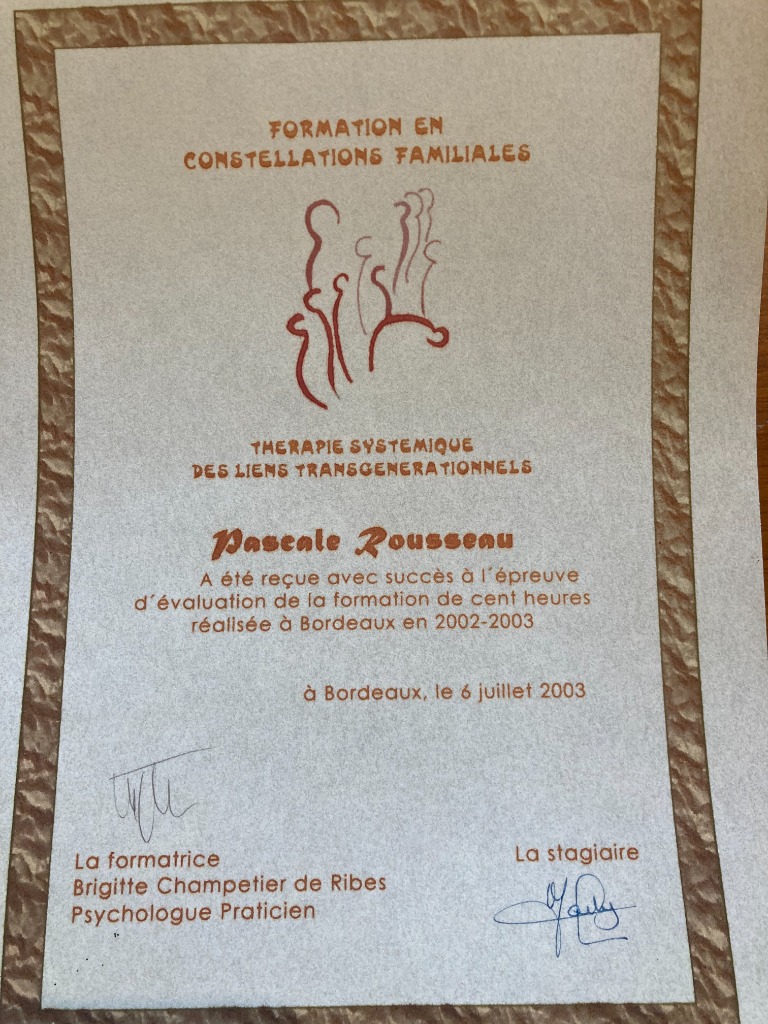 FORMATION EN
CONSTELLATIONS FAMILIALES
THERAPIE SYSTEMIQUE
DES LIENS TRANSGENERATIONNELS
Pascale Rousseau
A été reçue avec succès à l´épreuve
d´évaluation de la formation de cent heures
réalisée à Bordeaux en 2002-2003
à Bordeaux, le 6 juillet 2003
La formatrice
Brigitte Champetier de Ribes
Psychologue Praticien
La stagiaire